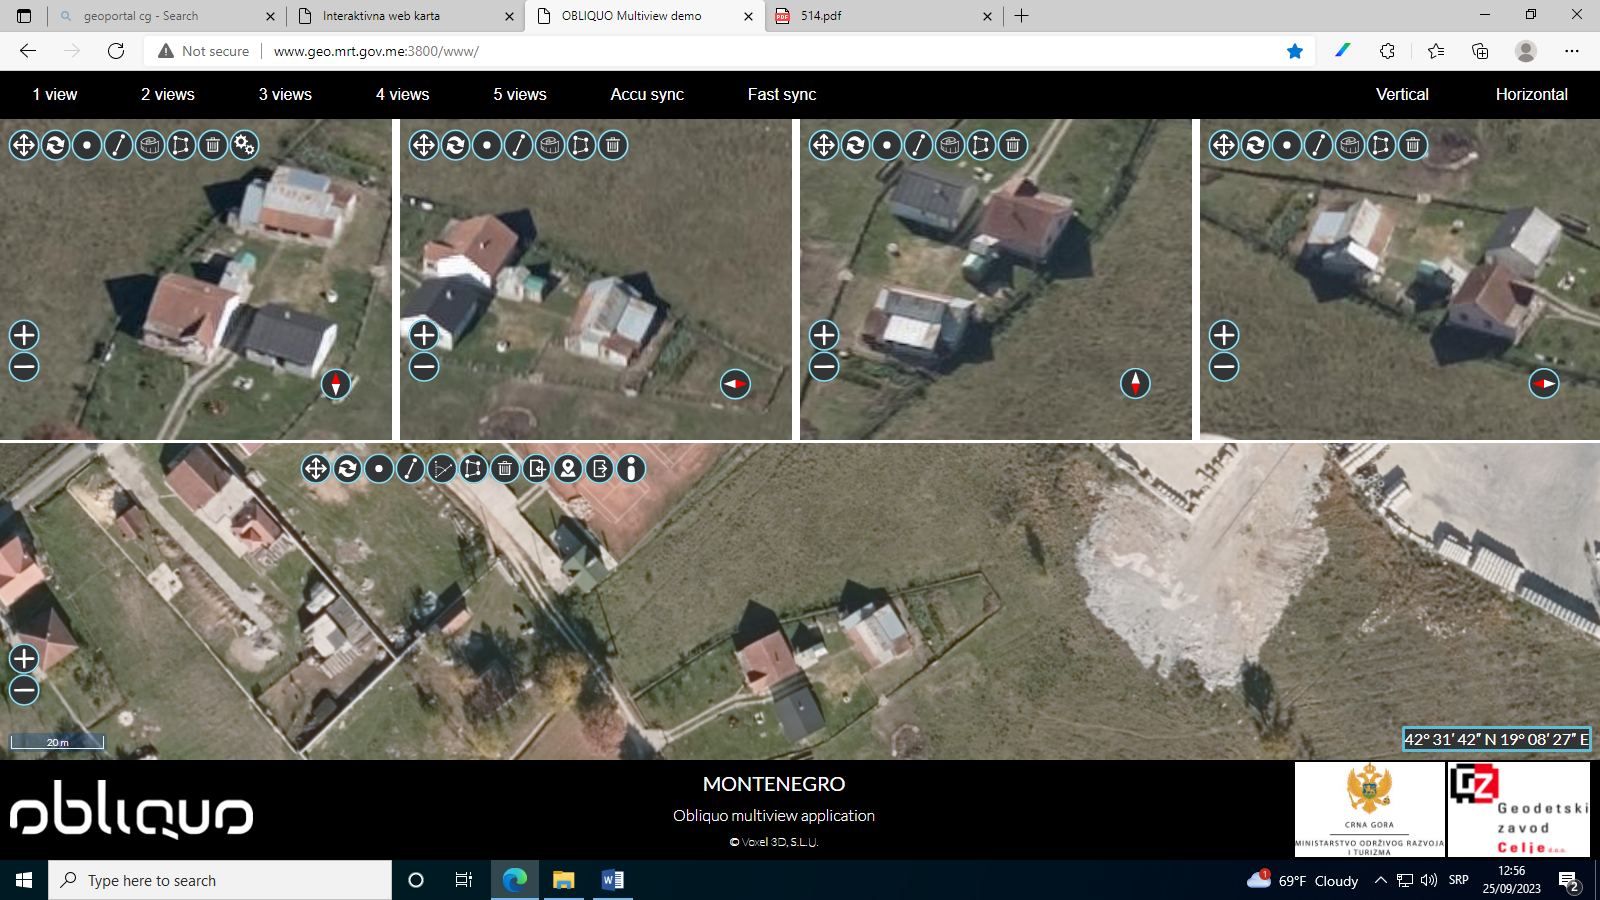 geoportal cg - Search
Interaktivna web karta
OBLIQUO Multiview demo
PDF
514.pdf
Not secure
www.geo.mrt.gov.me:3800/www/
1 view
2 views
3 views
4 views
5 views
Accu sync
Fast sync
Vertical
Horizontal
20 m
42° 31′ 42″ N 19° 08′ 27″ E
obliquo
MONTENEGRO
Obliquo multiview application
© Voxel 3D, S.L.U.
CRNA GORA
MINISTARSTVO ODRŽIVOG RAZVOJA
I TURIZMA
GZ
Geodetski
zavod
Celje d.o.o.
Type here to search
W
1
69°F Cloudy
SRP
12:56
25/09/2023
2